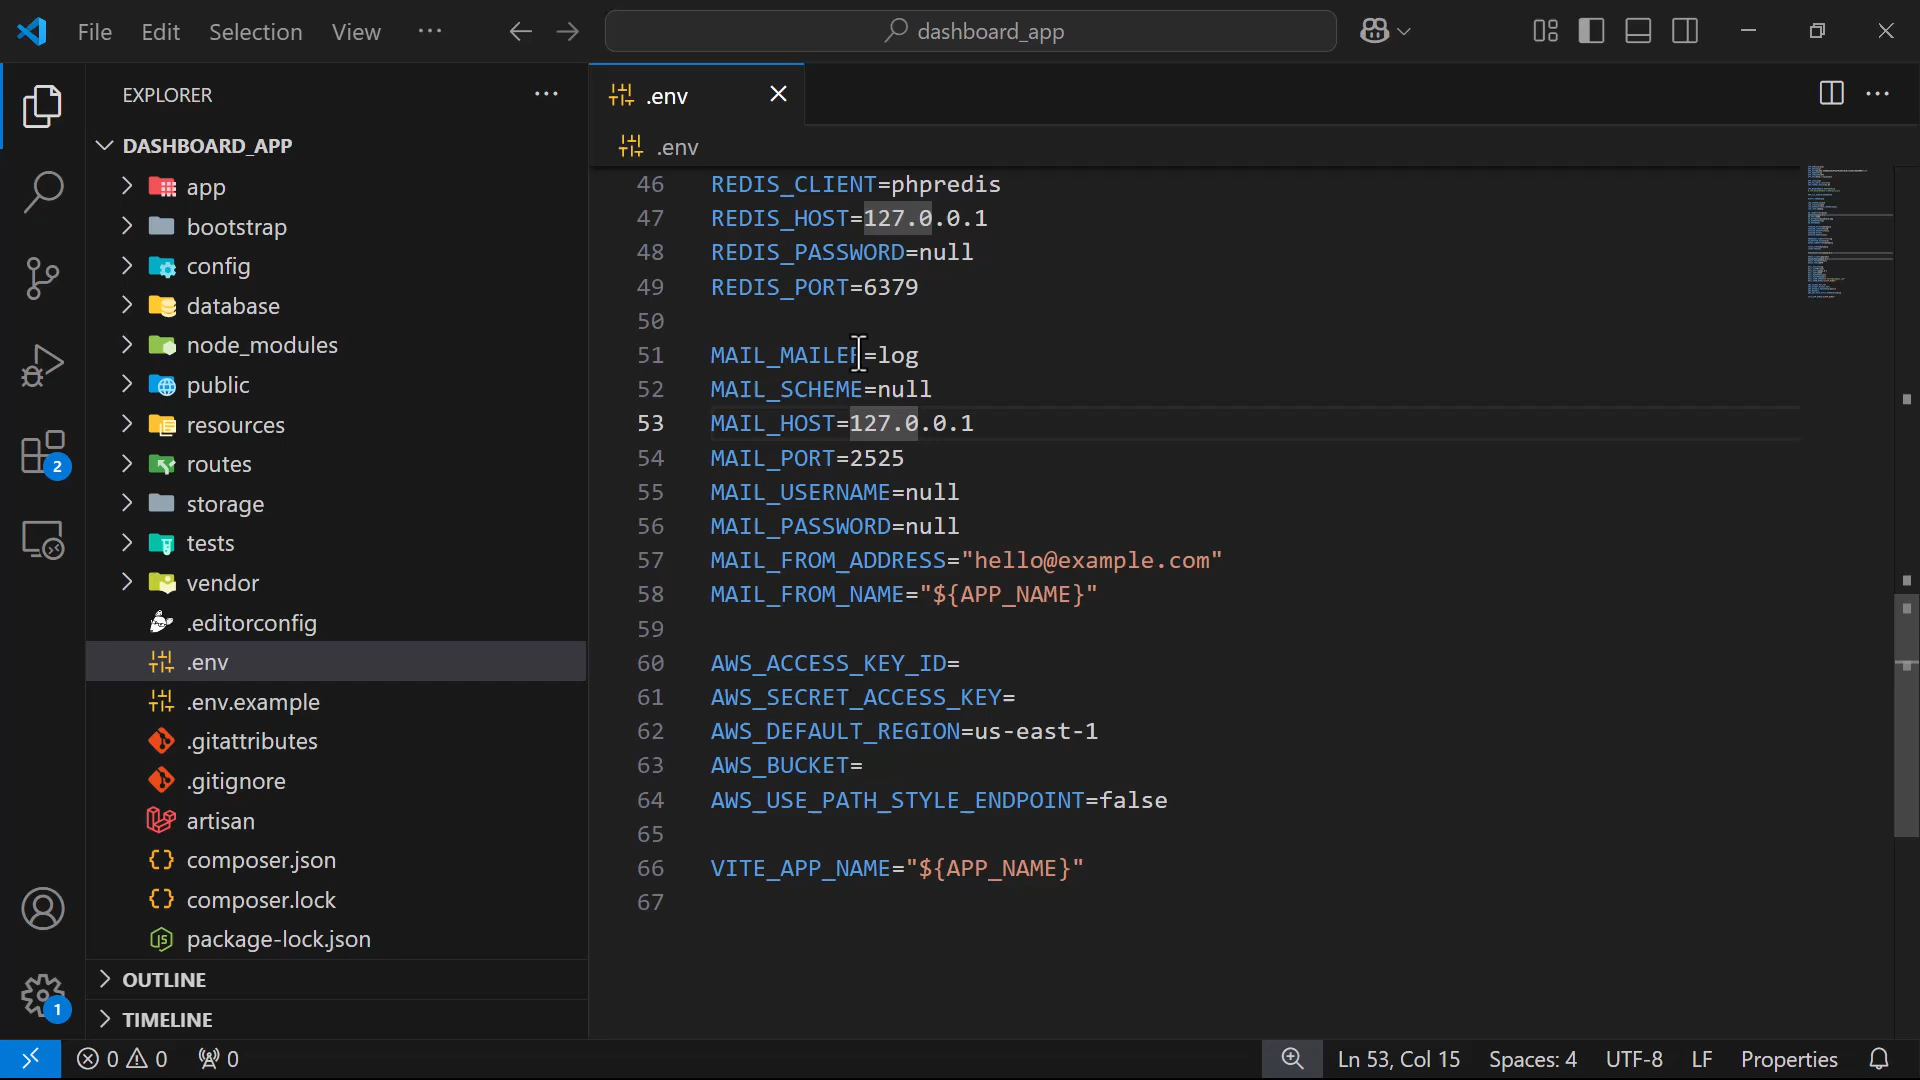 File Edit Selection View ··· dashboard_app
EXPLORER ···
DASHBOARD_APP
app
bootstrap
config
database
node_modules
public
resources
routes
storage
tests
vendor
.editorconfig
.env
.env.example
.gitattributes
.gitignore
artisan
composer.json
composer.lock
package-lock.json
OUTLINE
TIMELINE
2
1
.env
.env
46 REDIS_CLIENT=phpredis
47 REDIS_HOST=127.0.0.1
48 REDIS_PASSWORD=null
49 REDIS_PORT=6379
50
51 MAIL_MAILER=log
52 MAIL_SCHEME=null
53 MAIL_HOST=127.0.0.1
54 MAIL_PORT=2525
55 MAIL_USERNAME=null
56 MAIL_PASSWORD=null
57 MAIL_FROM_ADDRESS="hello@example.com"
58 MAIL_FROM_NAME="${APP_NAME}"
59
60 AWS_ACCESS_KEY_ID=
61 AWS_SECRET_ACCESS_KEY=
62 AWS_DEFAULT_REGION=us-east-1
63 AWS_BUCKET=
64 AWS_USE_PATH_STYLE_ENDPOINT=false
65
66 VITE_APP_NAME="${APP_NAME}"
67
0 0 0 Ln 53, Col 15 Spaces: 4 UTF-8 LF Properties